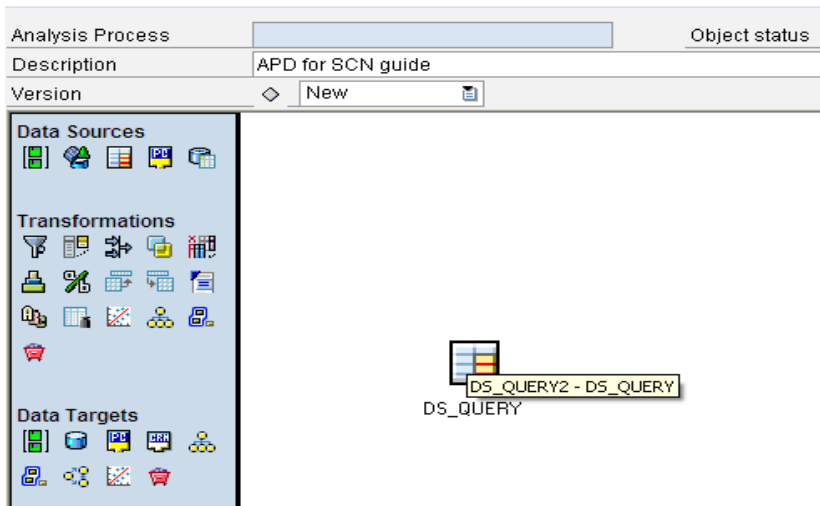 Analysis Process Object status
Description APD for SCN guide
Version New
Data Sources
Transformations
DS_QUERY2 - DS_QUERY
DS_QUERY
Data Targets